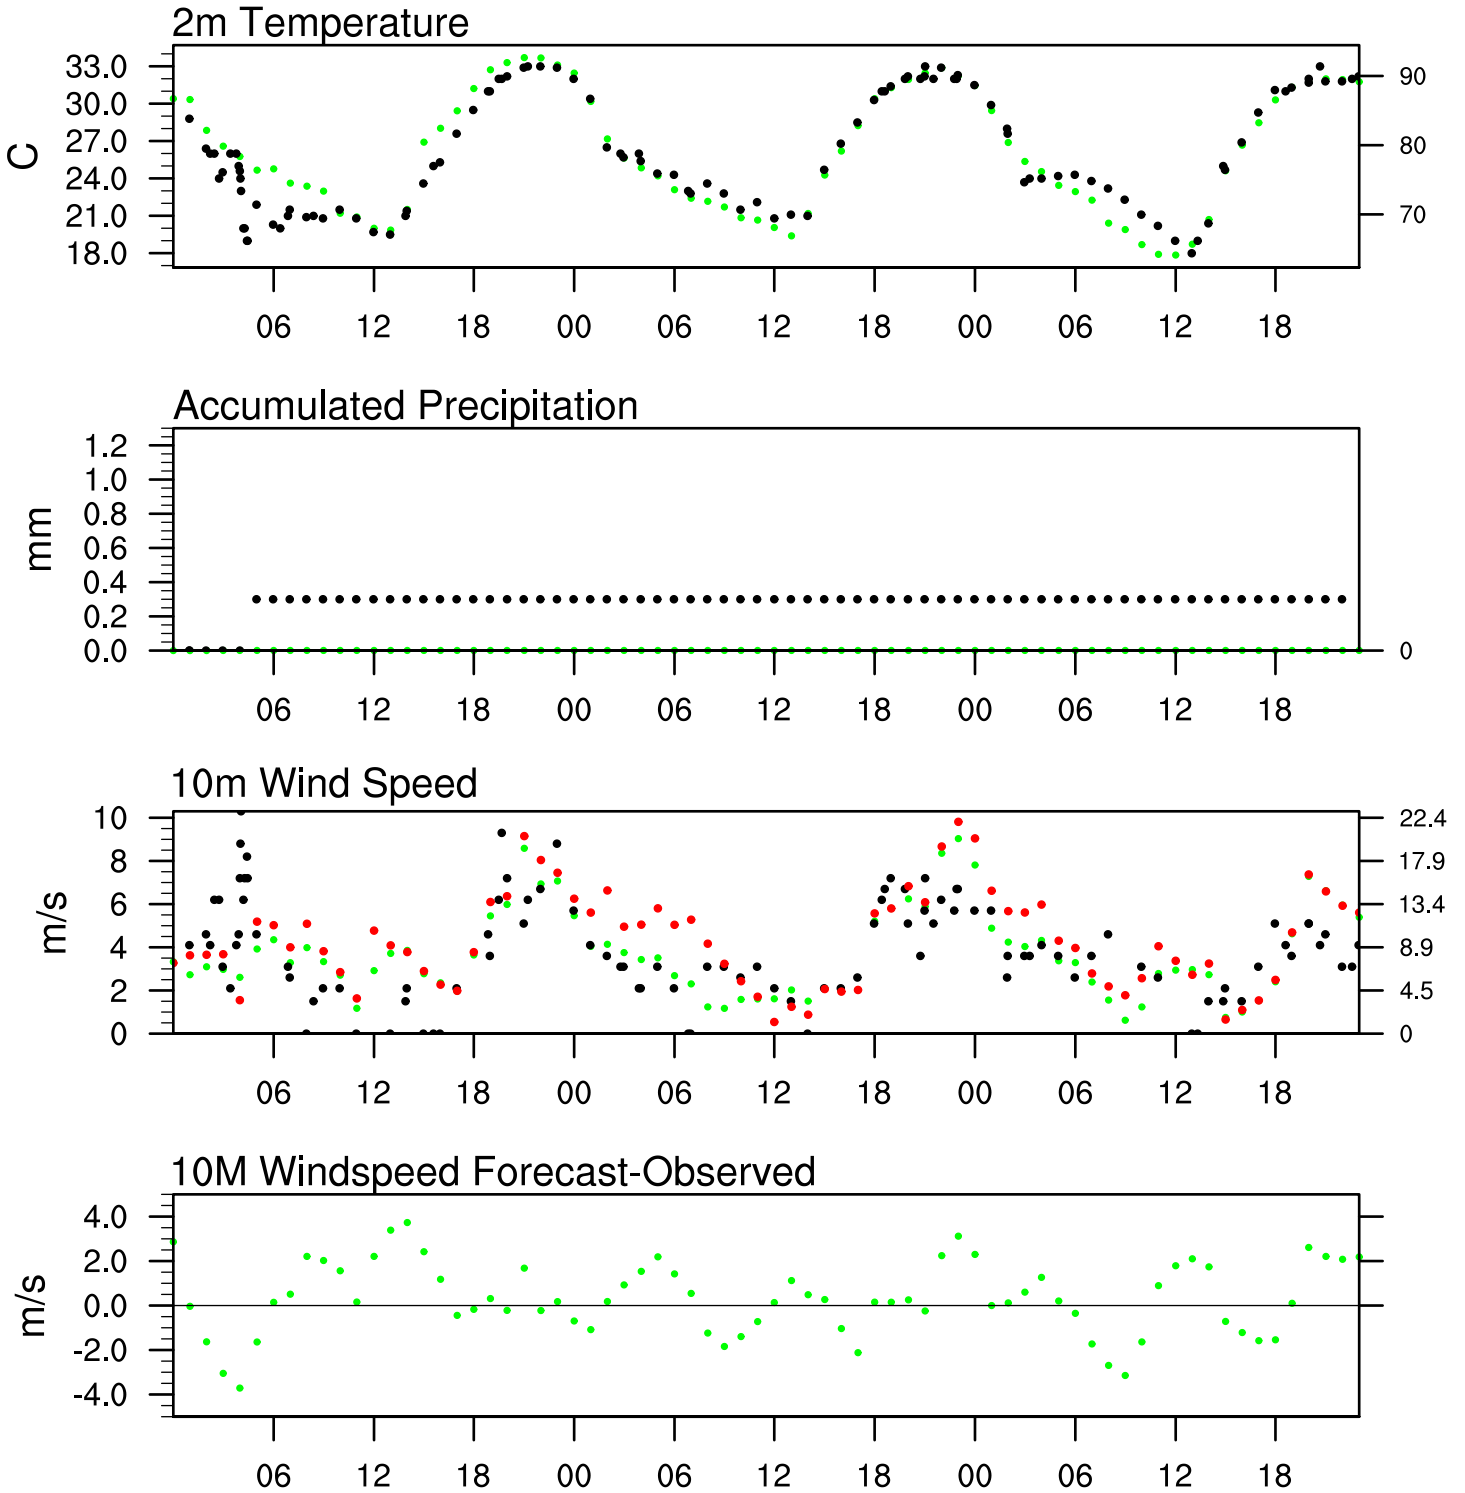 2m Temperature
33.0
30.0
27.0
24.0
21.0
18.0
C
90
80
70
06 12 18 00 06 12 18 00 06 12 18
Accumulated Precipitation
1.2
1.0
0.8
0.6
0.4
0.2
0.0
mm
0
06 12 18 00 06 12 18 00 06 12 18
10m Wind Speed
10
8
6
4
2
0
m/s
22.4
17.9
13.4
8.9
4.5
0
06 12 18 00 06 12 18 00 06 12 18
10M Windspeed Forecast-Observed
4.0
2.0
0.0
-2.0
-4.0
m/s
06 12 18 00 06 12 18 00 06 12 18